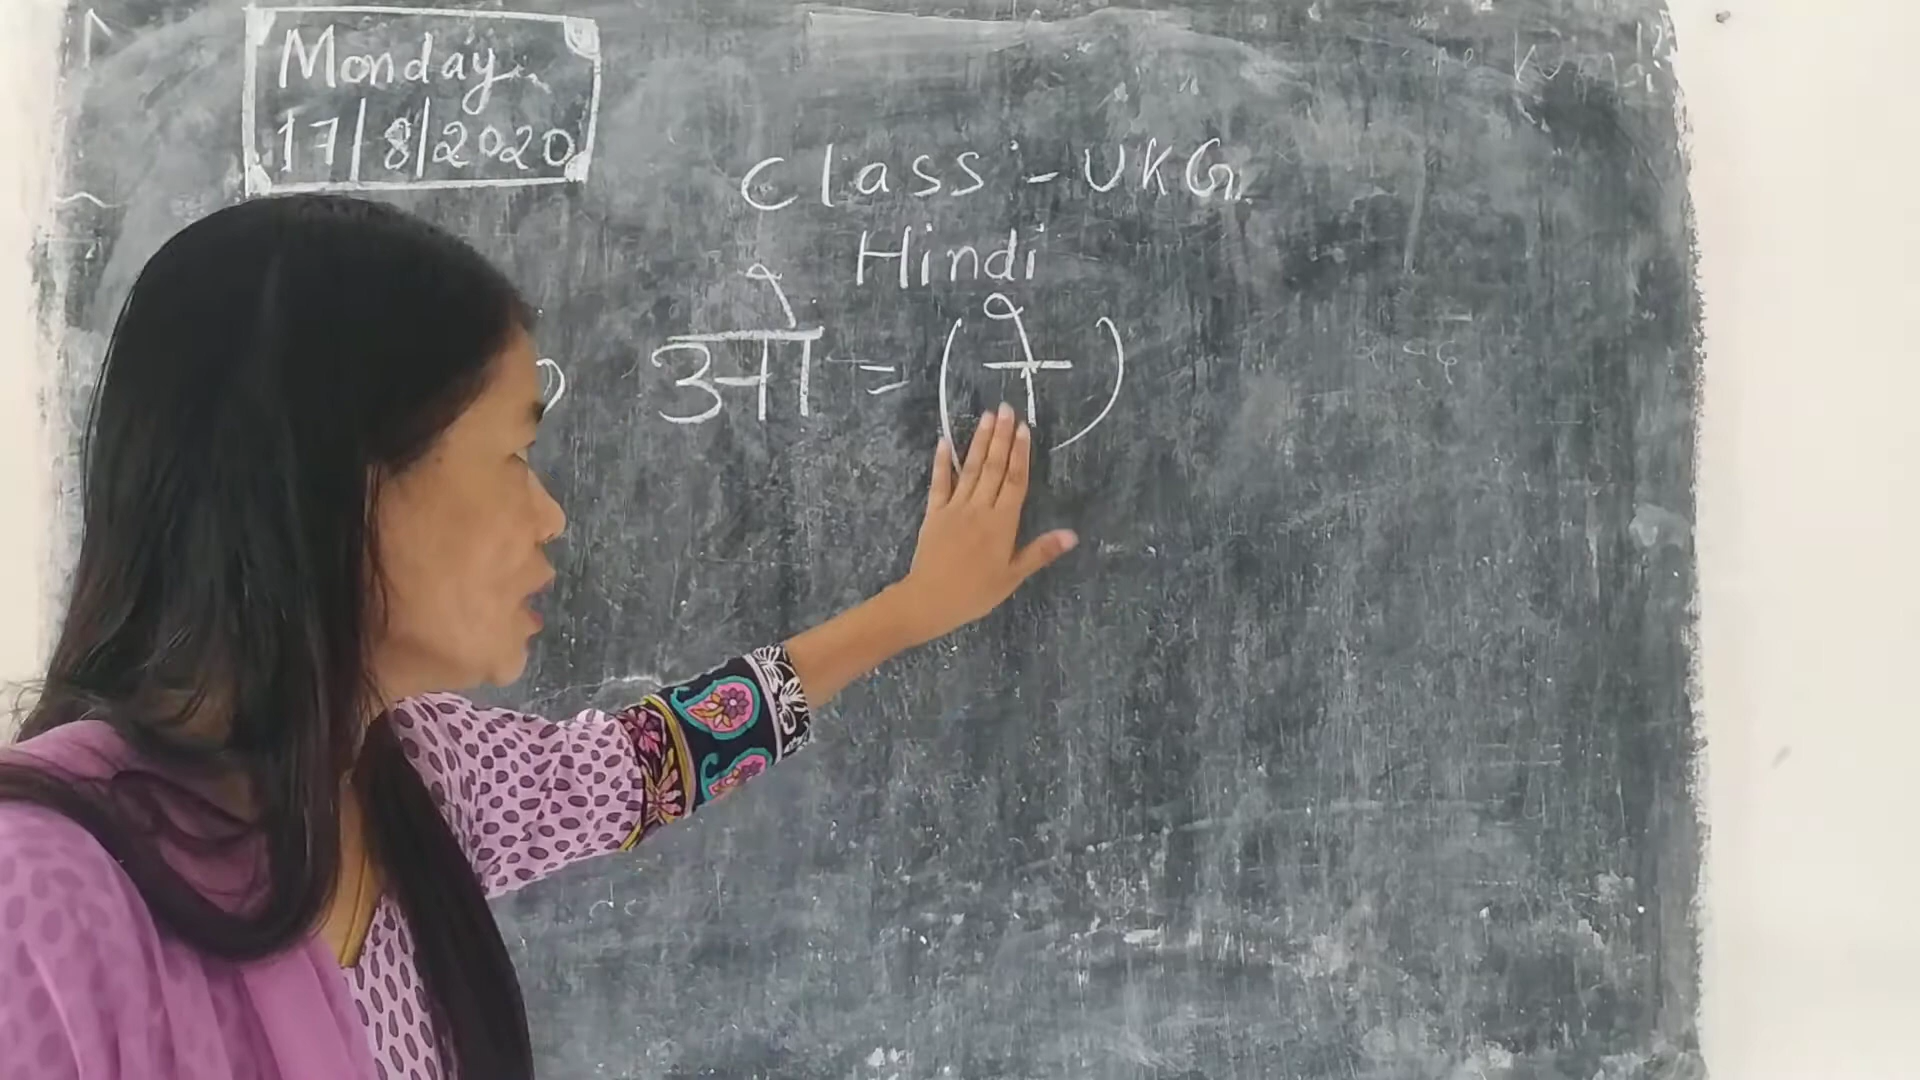 Monday
17/8/2020
Class - UKG
Hindi
ओ = ( ो )